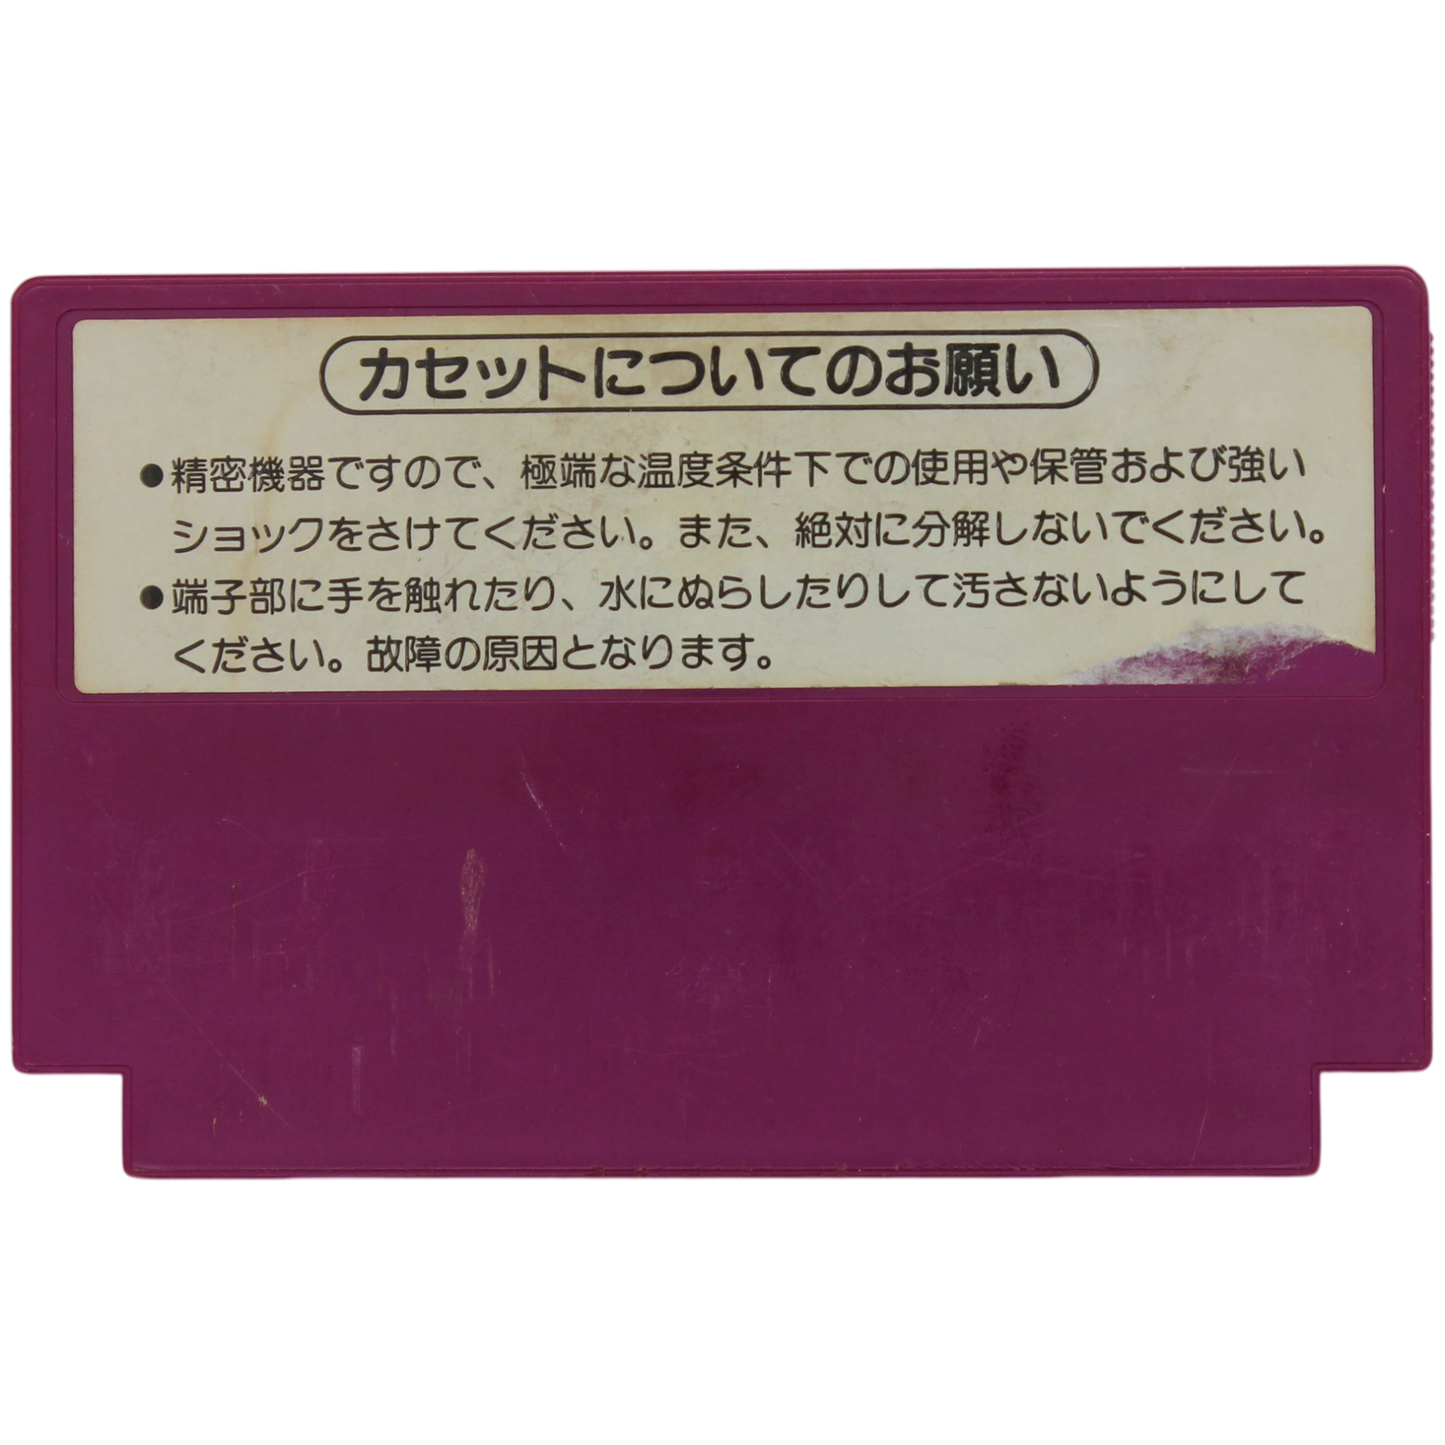 カセットについてのお願い
●精密機器ですので、極端な温度条件下での使用や保管および強い
ショックをさけてください。また、絶対に分解しないでください。
●端子部に手を触れたり、水にぬらしたりして汚さないようにして
ください。故障の原因となります。